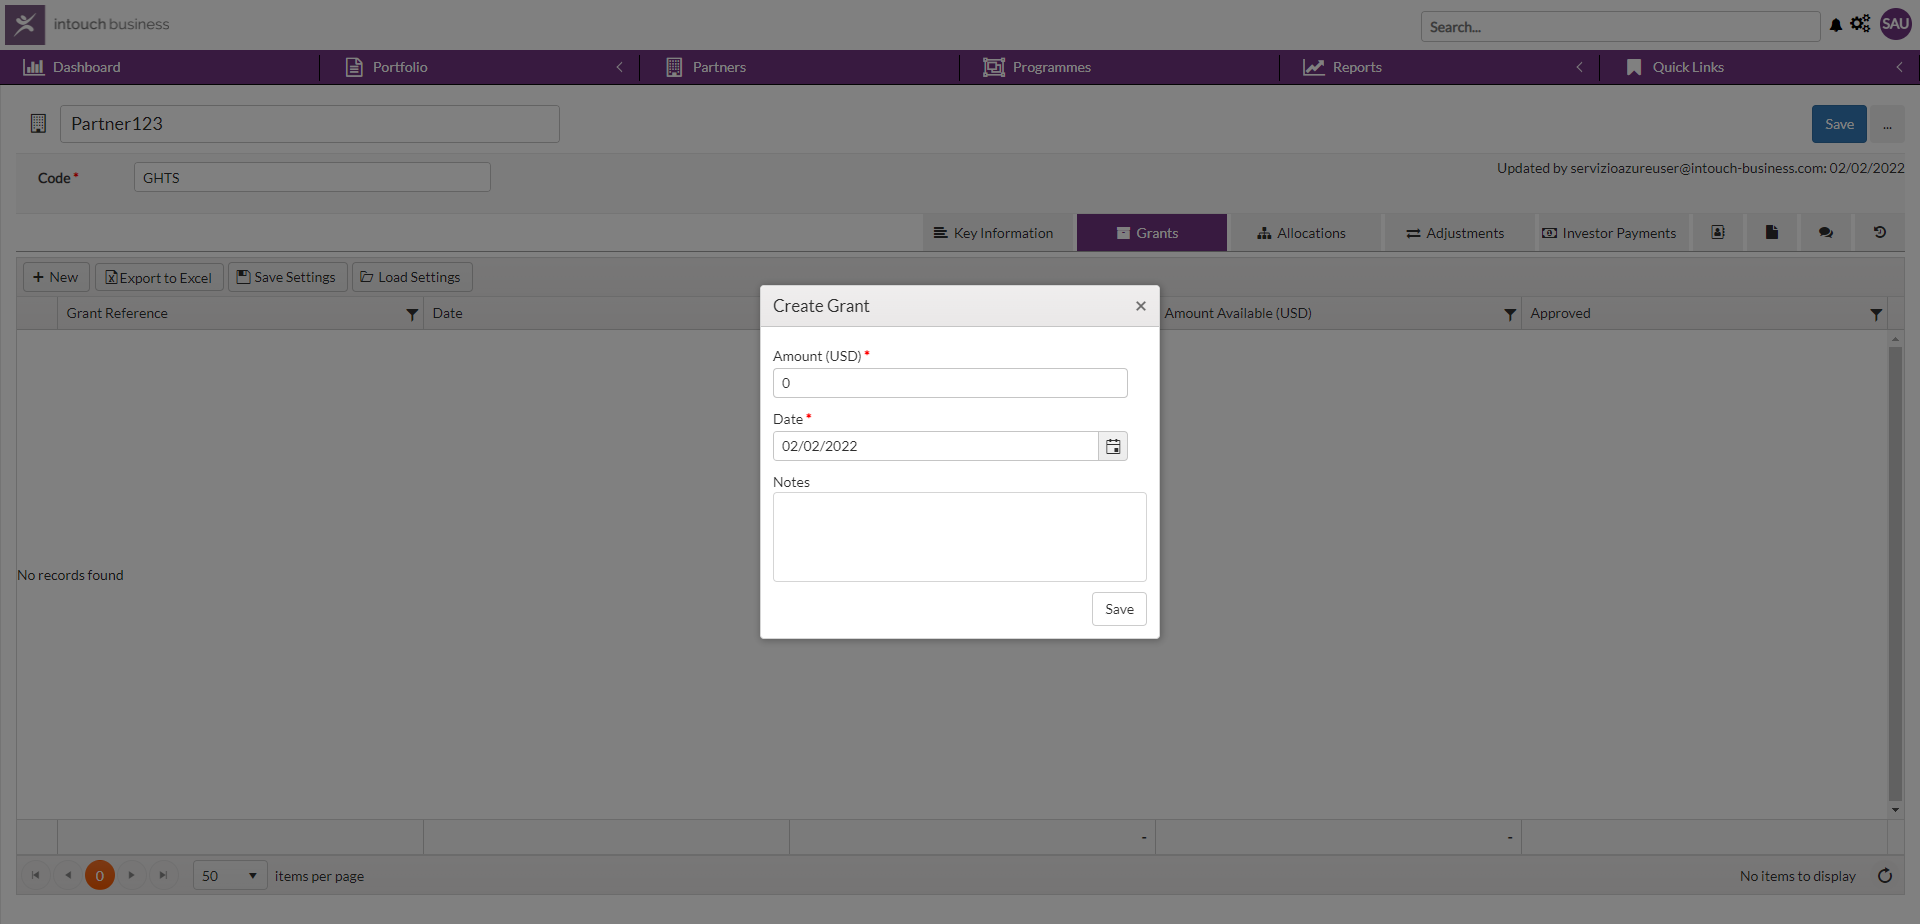 intouch business
Search...
SAU
Dashboard
Portfolio
Partners
Programmes
Reports
Quick Links
Partner123
Save
...
Code *
GHTS
Updated by servizioazureuser@intouch-business.com: 02/02/2022
Key Information
Grants
Allocations
Adjustments
Investor Payments
New
Export to Excel
Save Settings
Load Settings
Grant Reference
Date
Amount Available (USD)
Approved
Create Grant
Amount (USD) *
0
Date *
02/02/2022
Notes
Save
No records found
-
-
0
50
items per page
No items to display